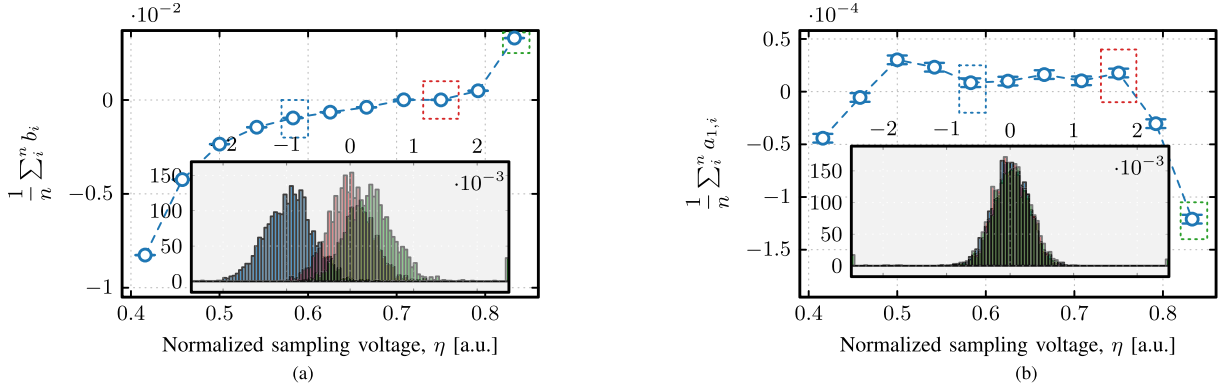 ·10⁻²
0
−0.5
−1
1/n ∑ᵢⁿ bᵢ
−2 −1 0 1 2
·10⁻³
150
100
50
0
0.4 0.5 0.6 0.7 0.8
Normalized sampling voltage, η [a.u.]
(a)
·10⁻⁴
0.5
0
−0.5
−1
−1.5
1/n ∑ᵢⁿ a₁,ᵢ
−2 −1 0 1 2
·10⁻³
150
100
50
0
0.4 0.5 0.6 0.7 0.8
Normalized sampling voltage, η [a.u.]
(b)